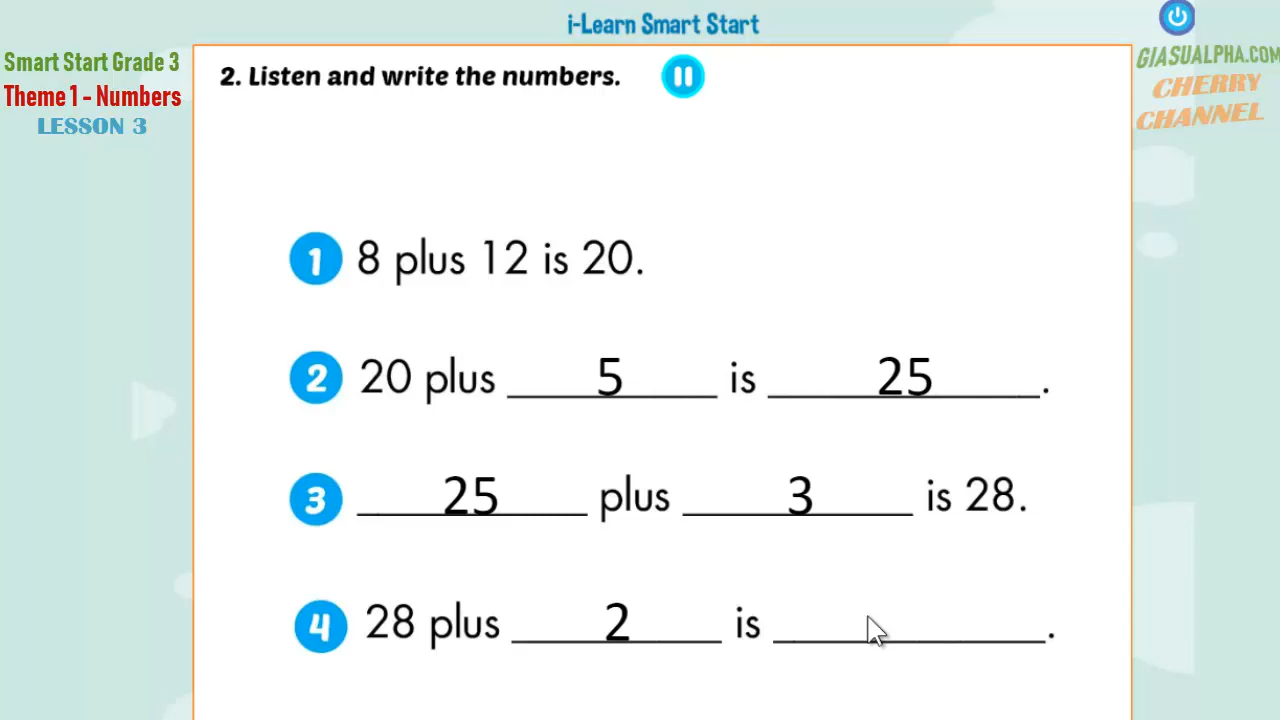 i-Learn Smart Start
Smart Start Grade 3
Theme 1 - Numbers
LESSON 3
GIASUALPHA.COM
CHERRY
CHANNEL
2. Listen and write the numbers.
1 8 plus 12 is 20.
2 20 plus 5 is 25.
3 25 plus 3 is 28.
4 28 plus 2 is ____.